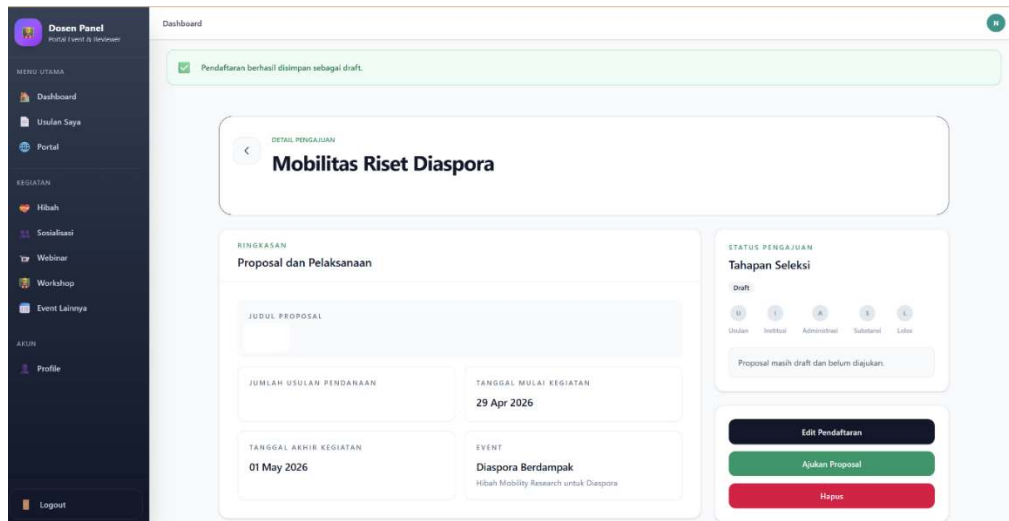 Dosen Panel
Portal Event & Reviewer
MENU UTAMA
Dashboard
Usulan Saya
Portal
KEGIATAN
Hibah
Sosialisasi
Webinar
Workshop
Event Lainnya
AKUN
Profile
Logout
Dashboard
N
Pendaftaran berhasil disimpan sebagai draft.
DETAIL PENGAJUAN
Mobilitas Riset Diaspora
RINGKASAN
Proposal dan Pelaksanaan
JUDUL PROPOSAL
JUMLAH USULAN PENDANAAN
TANGGAL MULAI KEGIATAN
29 Apr 2026
TANGGAL AKHIR KEGIATAN
01 May 2026
EVENT
Diaspora Berdampak
Hibah Mobility Research untuk Diaspora
STATUS PENGAJUAN
Tahapan Seleksi
Draft
U I A S L
Usulan Institusi Administrasi Substansi Lolos
Proposal masih draft dan belum diajukan.
Edit Pendaftaran
Ajukan Proposal
Hapus